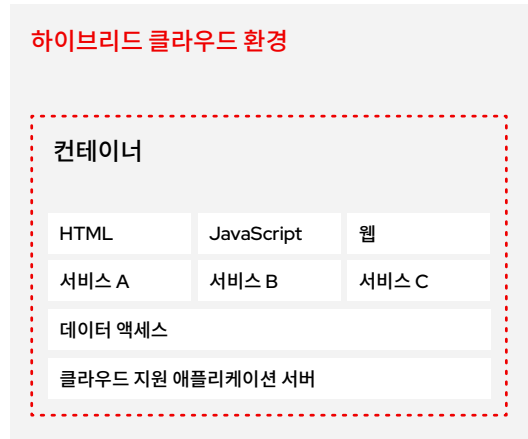 하이브리드 클라우드 환경
컨테이너
HTML JavaScript 웹
서비스 A 서비스 B 서비스 C
데이터 액세스
클라우드 지원 애플리케이션 서버